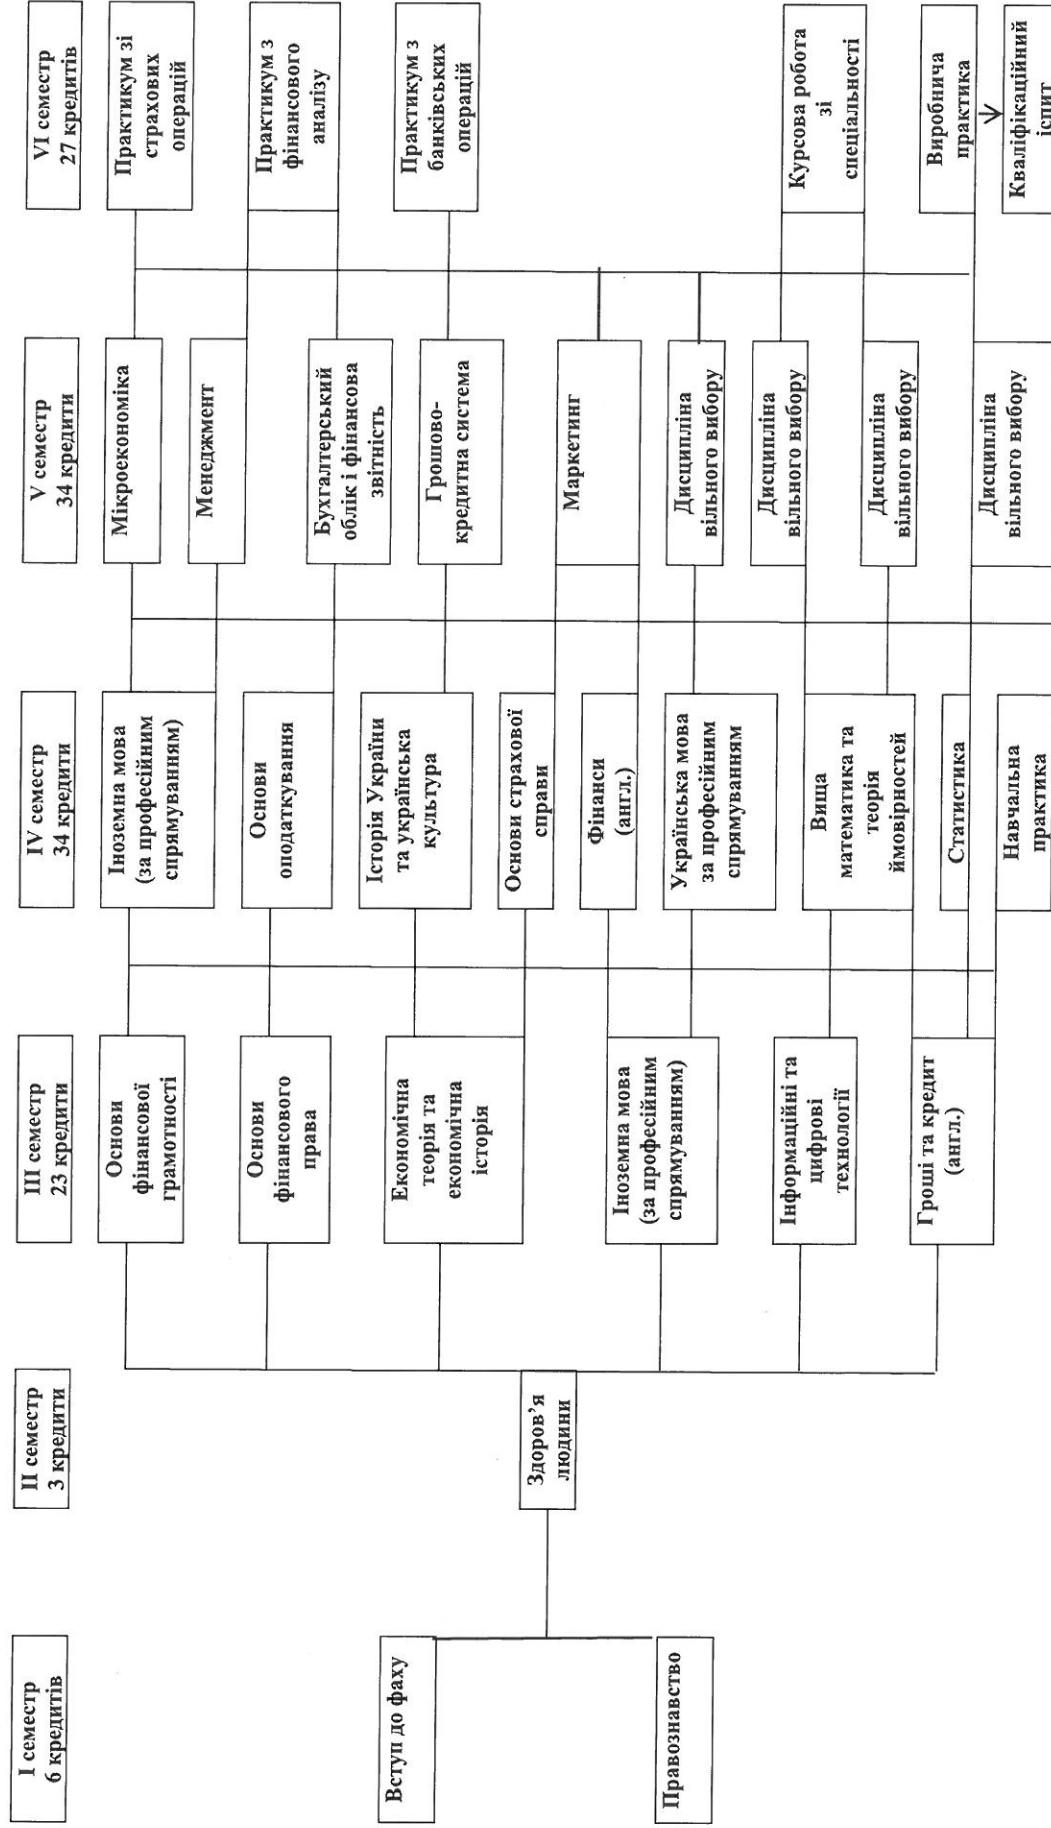 I семестр
6 кредитів
Вступ до фаху
Правознавство
II семестр
3 кредити
Здоров’я
людини
III семестр
23 кредити
Основи
фінансової
грамотності
Основи
фінансового
права
Економічна
теорія та
економічна
історія
Іноземна мова
(за професійним
спрямуванням)
Інформаційні та
цифрові
технології
Гроші та кредит
(англ.)
IV семестр
34 кредити
Іноземна мова
(за професійним
спрямуванням)
Основи
оподаткування
Історія України
та українська
культура
Основи страхової
справи
Фінанси
(англ.)
Українська мова
за професійним
спрямуванням
Вища
математика та
теорія
ймовірностей
Статистика
Навчальна
практика
V семестр
34 кредити
Мікроекономіка
Менеджмент
Бухгалтерський
облік і фінансова
звітність
Грошово-
кредитна система
Маркетинг
Дисципліна
вільного вибору
Дисципліна
вільного вибору
Дисципліна
вільного вибору
Дисципліна
вільного вибору
VI семестр
27 кредитів
Практикум зі
страхових
операцій
Практикум з
фінансового
аналізу
Практикум з
банківських
операцій
Курсова робота
зі
спеціальності
Виробнича
практика
Кваліфікаційний
іспит